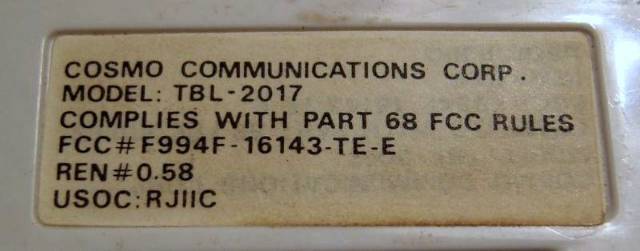 COSMO COMMUNICATIONS CORP.
MODEL: TBL-2017
COMPLIES WITH PART 68 FCC RULES
FCC#F994F-16143-TE-E
REN#0.58
USOC:RJIIC